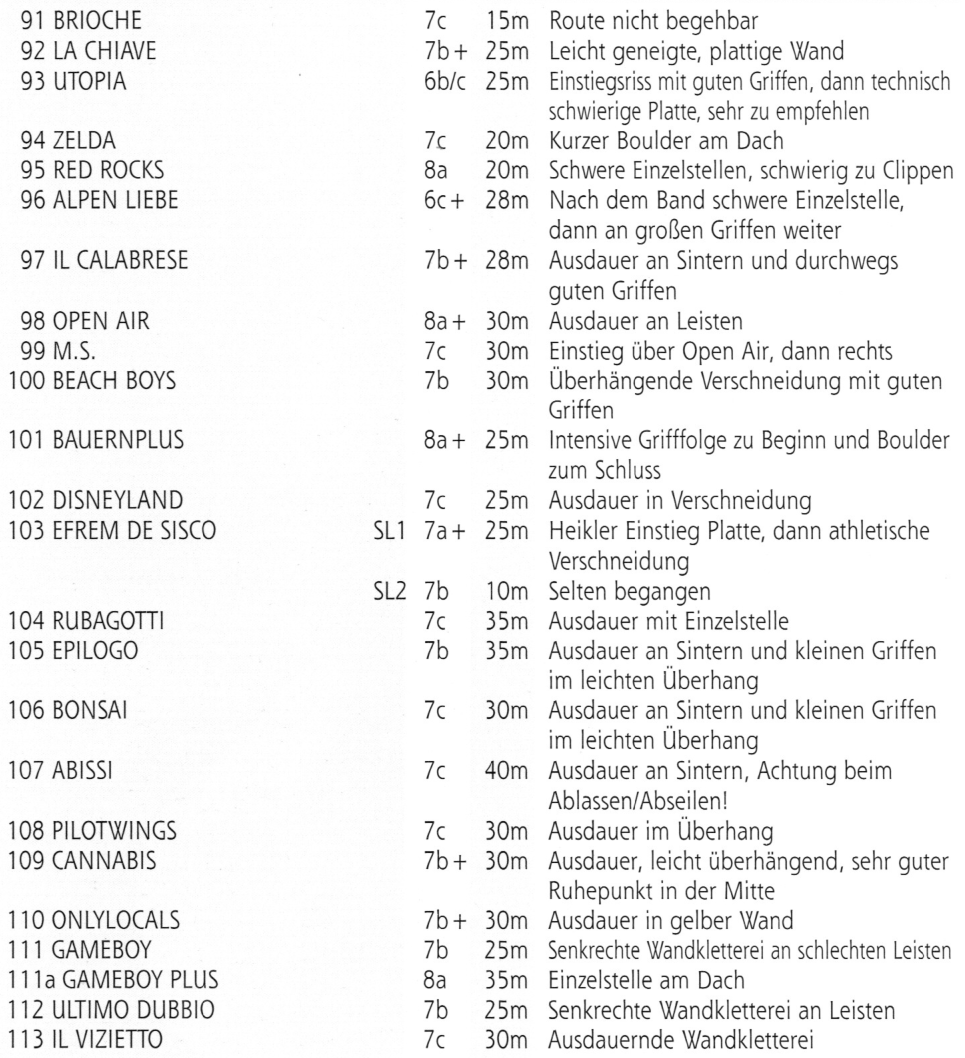 91 BRIOCHE 7c 15m Route nicht begehbar
92 LA CHIAVE 7b+ 25m Leicht geneigte, plattige Wand
93 UTOPIA 6b/c 25m Einstiegsriss mit guten Griffen, dann technisch
schwierige Platte, sehr zu empfehlen
94 ZELDA 7c 20m Kurzer Boulder am Dach
95 RED ROCKS 8a 20m Schwere Einzelstellen, schwierig zu Clippen
96 ALPEN LIEBE 6c+ 28m Nach dem Band schwere Einzelstelle,
dann an großen Griffen weiter
97 IL CALABRESE 7b+ 28m Ausdauer an Sintern und durchwegs
guten Griffen
98 OPEN AIR 8a+ 30m Ausdauer an Leisten
99 M.S. 7c 30m Einstieg über Open Air, dann rechts
100 BEACH BOYS 7b 30m Überhängende Verschneidung mit guten
Griffen
101 BAUERNPLUS 8a+ 25m Intensive Grifffolge zu Beginn und Boulder
zum Schluss
102 DISNEYLAND 7c 25m Ausdauer in Verschneidung
103 EFREM DE SISCO SL1 7a+ 25m Heikler Einstieg Platte, dann athletische
Verschneidung
SL2 7b 10m Selten begangen
104 RUBAGOTTI 7c 35m Ausdauer mit Einzelstelle
105 EPILOGO 7b 35m Ausdauer an Sintern und kleinen Griffen
im leichten Überhang
106 BONSAI 7c 30m Ausdauer an Sintern und kleinen Griffen
im leichten Überhang
107 ABISSI 7c 40m Ausdauer an Sintern, Achtung beim
Ablassen/Abseilen!
108 PILOTWINGS 7c 30m Ausdauer im Überhang
109 CANNABIS 7b+ 30m Ausdauer, leicht überhängend, sehr guter
Ruhepunkt in der Mitte
110 ONLYLOCALS 7b+ 30m Ausdauer in gelber Wand
111 GAMEBOY 7b 25m Senkrechte Wandkletterei an schlechten Leisten
111a GAMEBOY PLUS 8a 35m Einzelstelle am Dach
112 ULTIMO DUBBIO 7b 25m Senkrechte Wandkletterei an Leisten
113 IL VIZIETTO 7c 30m Ausdauernde Wandkletterei